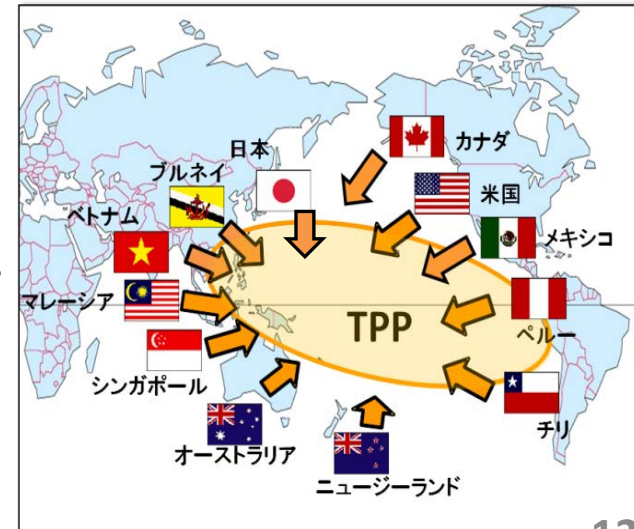 カナダ
日本
ブルネイ
米国
ベトナム
メキシコ
マレーシア
TPP
ペルー
シンガポール
チリ
オーストラリア
ニュージーランド